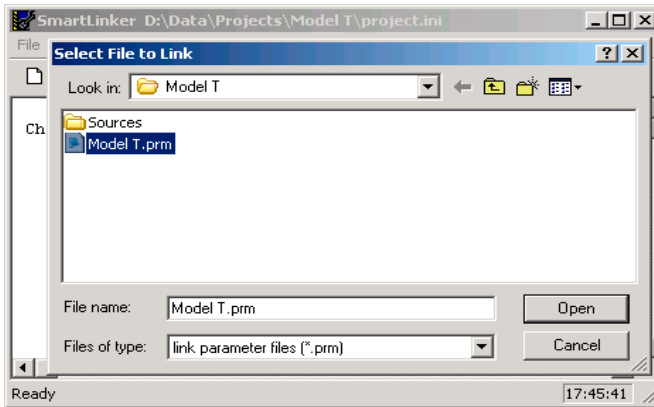 SmartLinker D:\Data\Projects\Model T\project.ini
File
Select File to Link
Look in: Model T
Ch
Sources
Model T.prm
File name: Model T.prm Open
Files of type: link parameter files (*.prm) Cancel
Ready 17:45:41